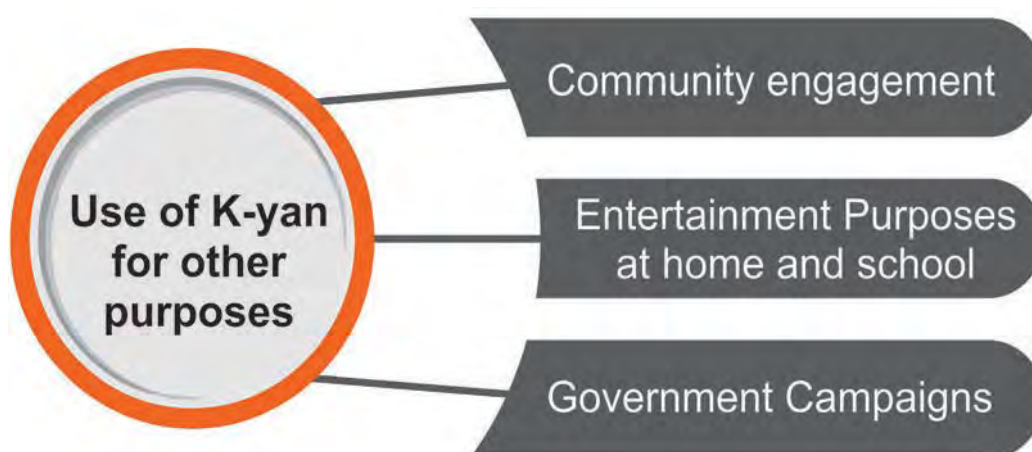 Use of K-yan
for other
purposes
Community engagement
Entertainment Purposes
at home and school
Government Campaigns